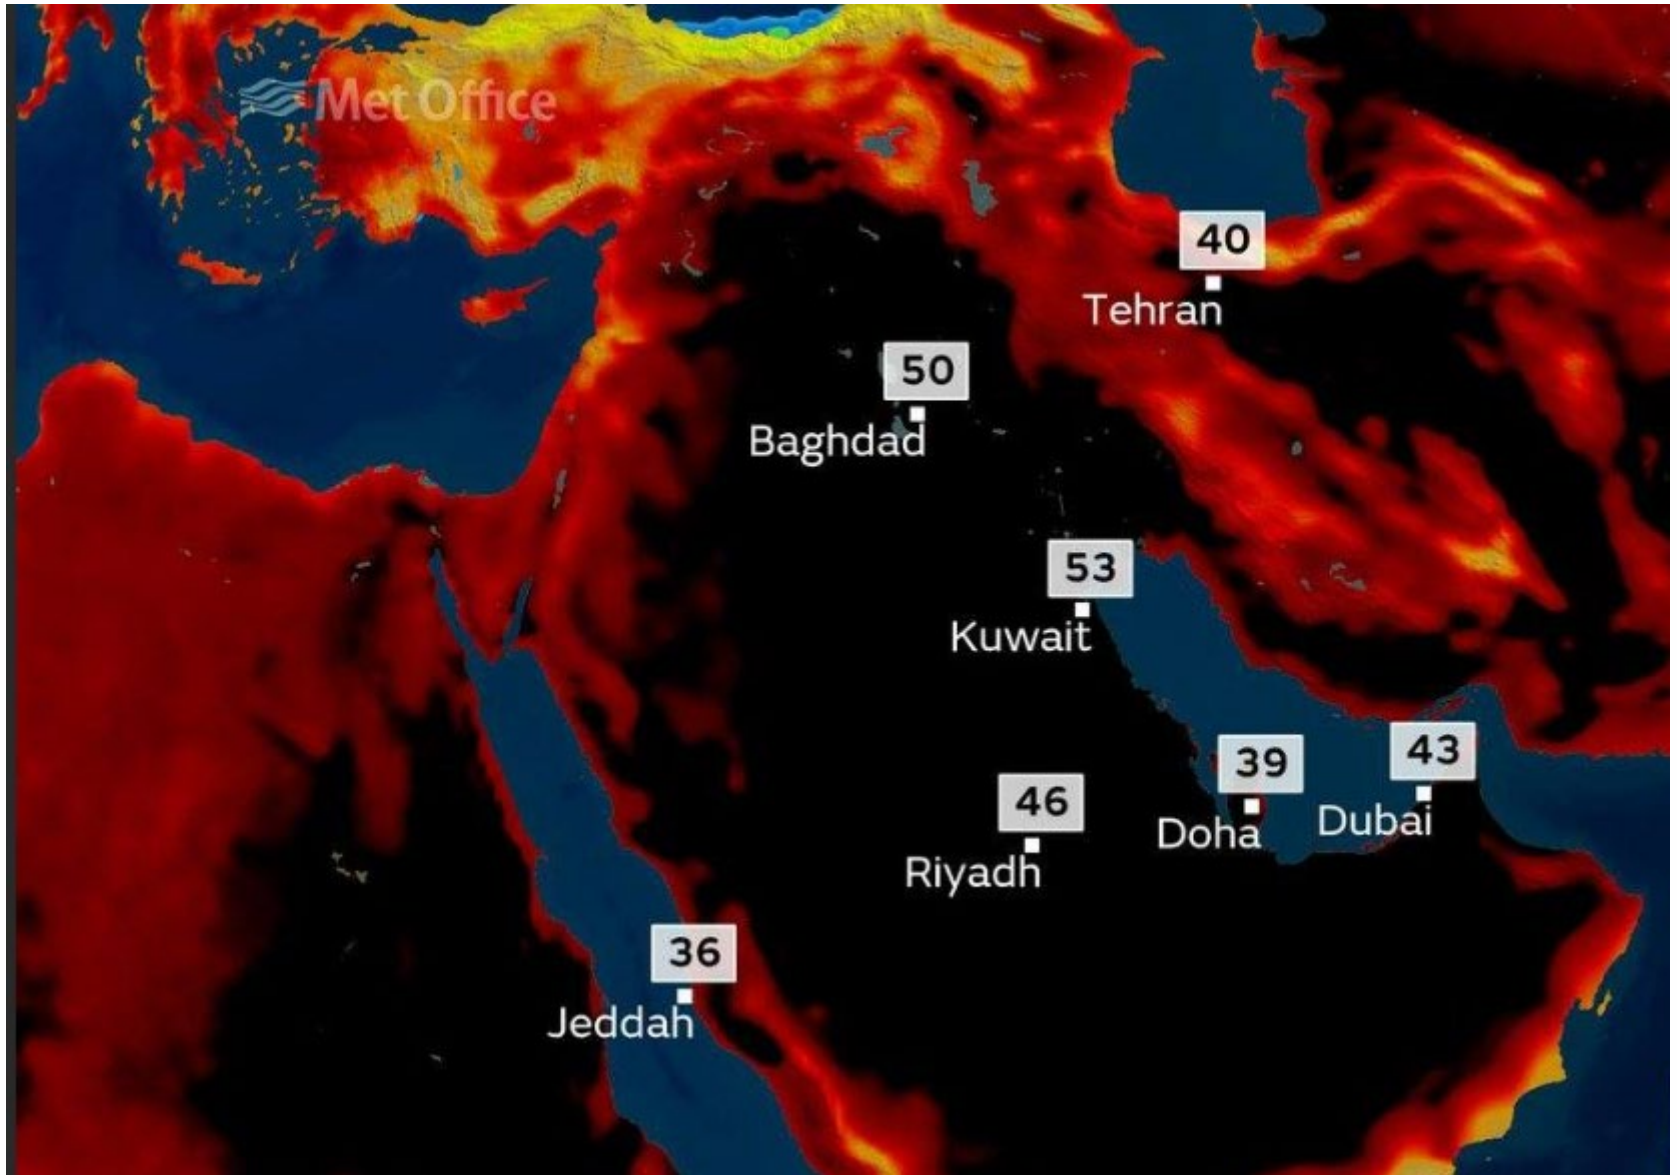 Met Office
40
Tehran
50
Baghdad
53
Kuwait
39
Doha
43
Dubai
46
Riyadh
36
Jeddah